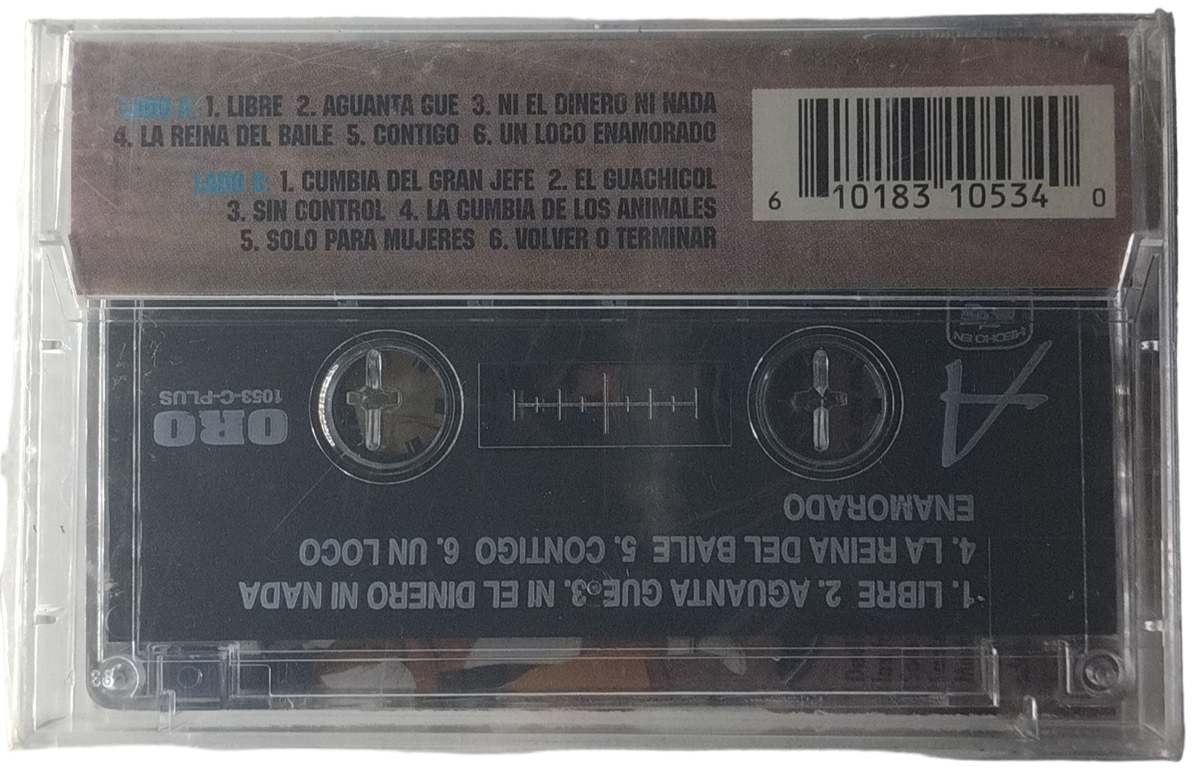 LADO A: 1. LIBRE 2. AGUANTA GUE 3. NI EL DINERO NI NADA
4. LA REINA DEL BAILE 5. CONTIGO 6. UN LOCO ENAMORADO
LADO B: 1. CUMBIA DEL GRAN JEFE 2. EL GUACHICOL
3. SIN CONTROL 4. LA CUMBIA DE LOS ANIMALES
5. SOLO PARA MUJERES 6. VOLVER O TERMINAR
6 10183 10534 0
HECHO EN
A
ORO
1053-C-PLUS
1. LIBRE 2. AGUANTA GUE 3. NI EL DINERO NI NADA
4. LA REINA DEL BAILE 5. CONTIGO 6. UN LOCO
ENAMORADO